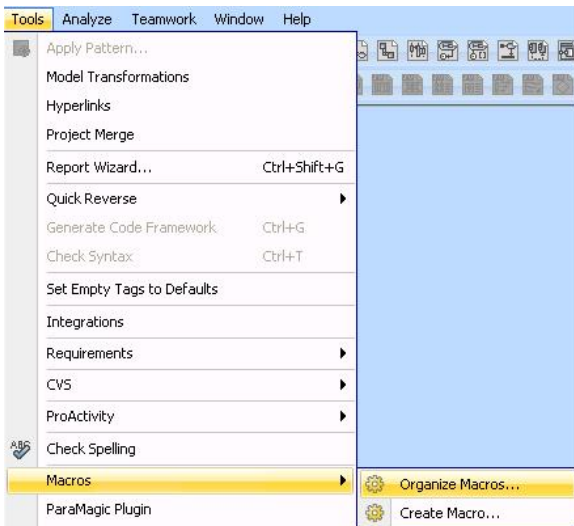 Tools Analyze Teamwork Window Help
Apply Pattern...
Model Transformations
Hyperlinks
Project Merge
Report Wizard... Ctrl+Shift+G
Quick Reverse
Generate Code Framework Ctrl+G
Check Syntax Ctrl+T
Set Empty Tags to Defaults
Integrations
Requirements
CVS
ProActivity
ABC Check Spelling
Macros Organize Macros...
ParaMagic Plugin Create Macro...